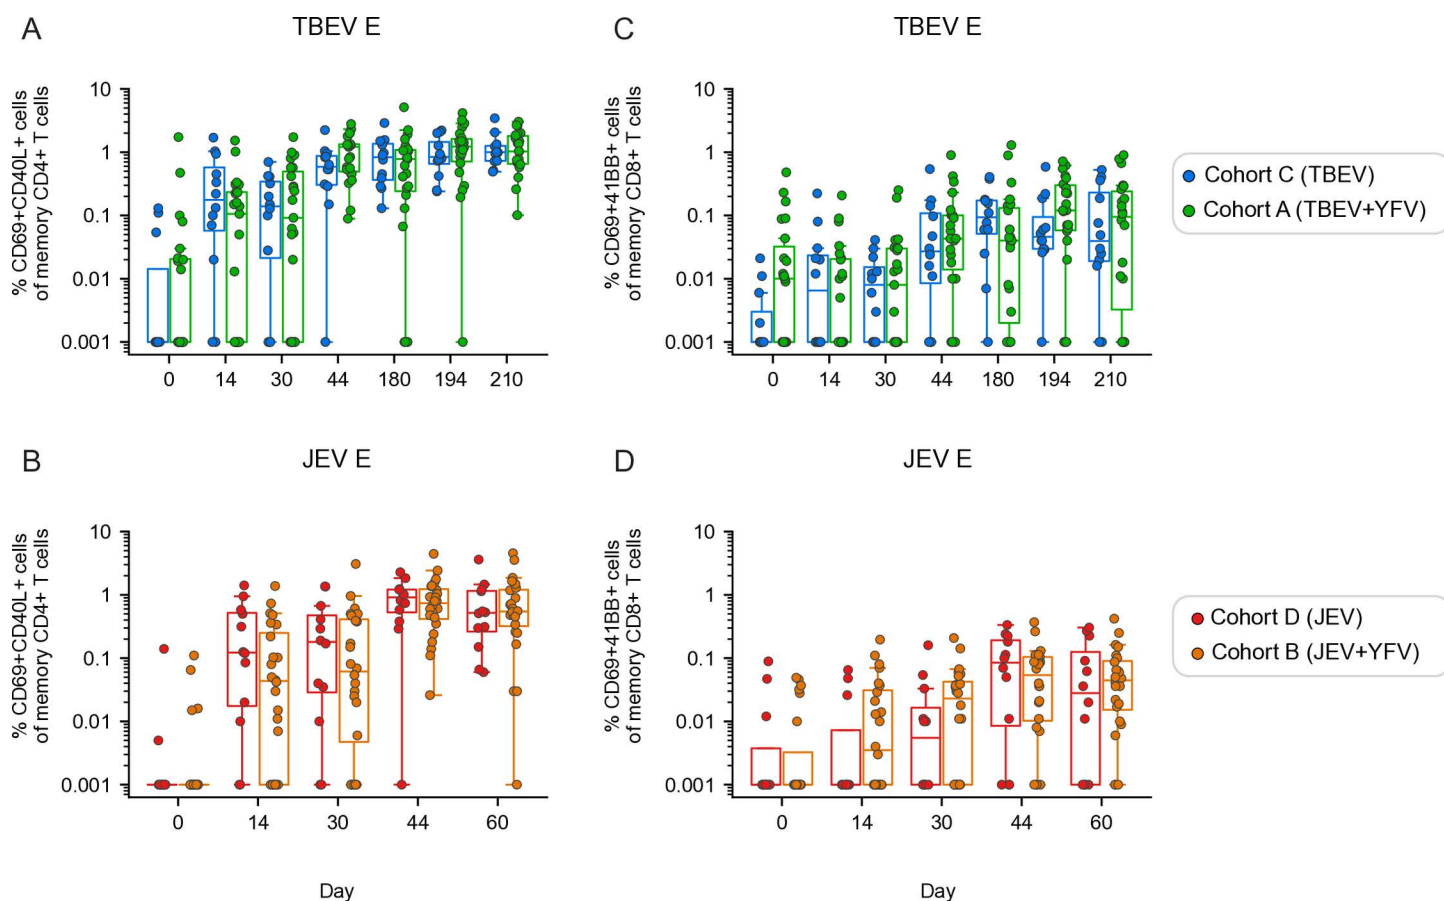 A
TBEV E
% CD69+CD40L+ cells
of memory CD4+ T cells
10
1
0.1
0.01
0.001
0 14 30 44 180 194 210
C
TBEV E
% CD69+41BB+ cells
of memory CD8+ T cells
10
1
0.1
0.01
0.001
0 14 30 44 180 194 210
Cohort C (TBEV)
Cohort A (TBEV+YFV)
B
JEV E
% CD69+CD40L+ cells
of memory CD4+ T cells
10
1
0.1
0.01
0.001
0 14 30 44 60
Day
D
JEV E
% CD69+41BB+ cells
of memory CD8+ T cells
10
1
0.1
0.01
0.001
0 14 30 44 60
Day
Cohort D (JEV)
Cohort B (JEV+YFV)